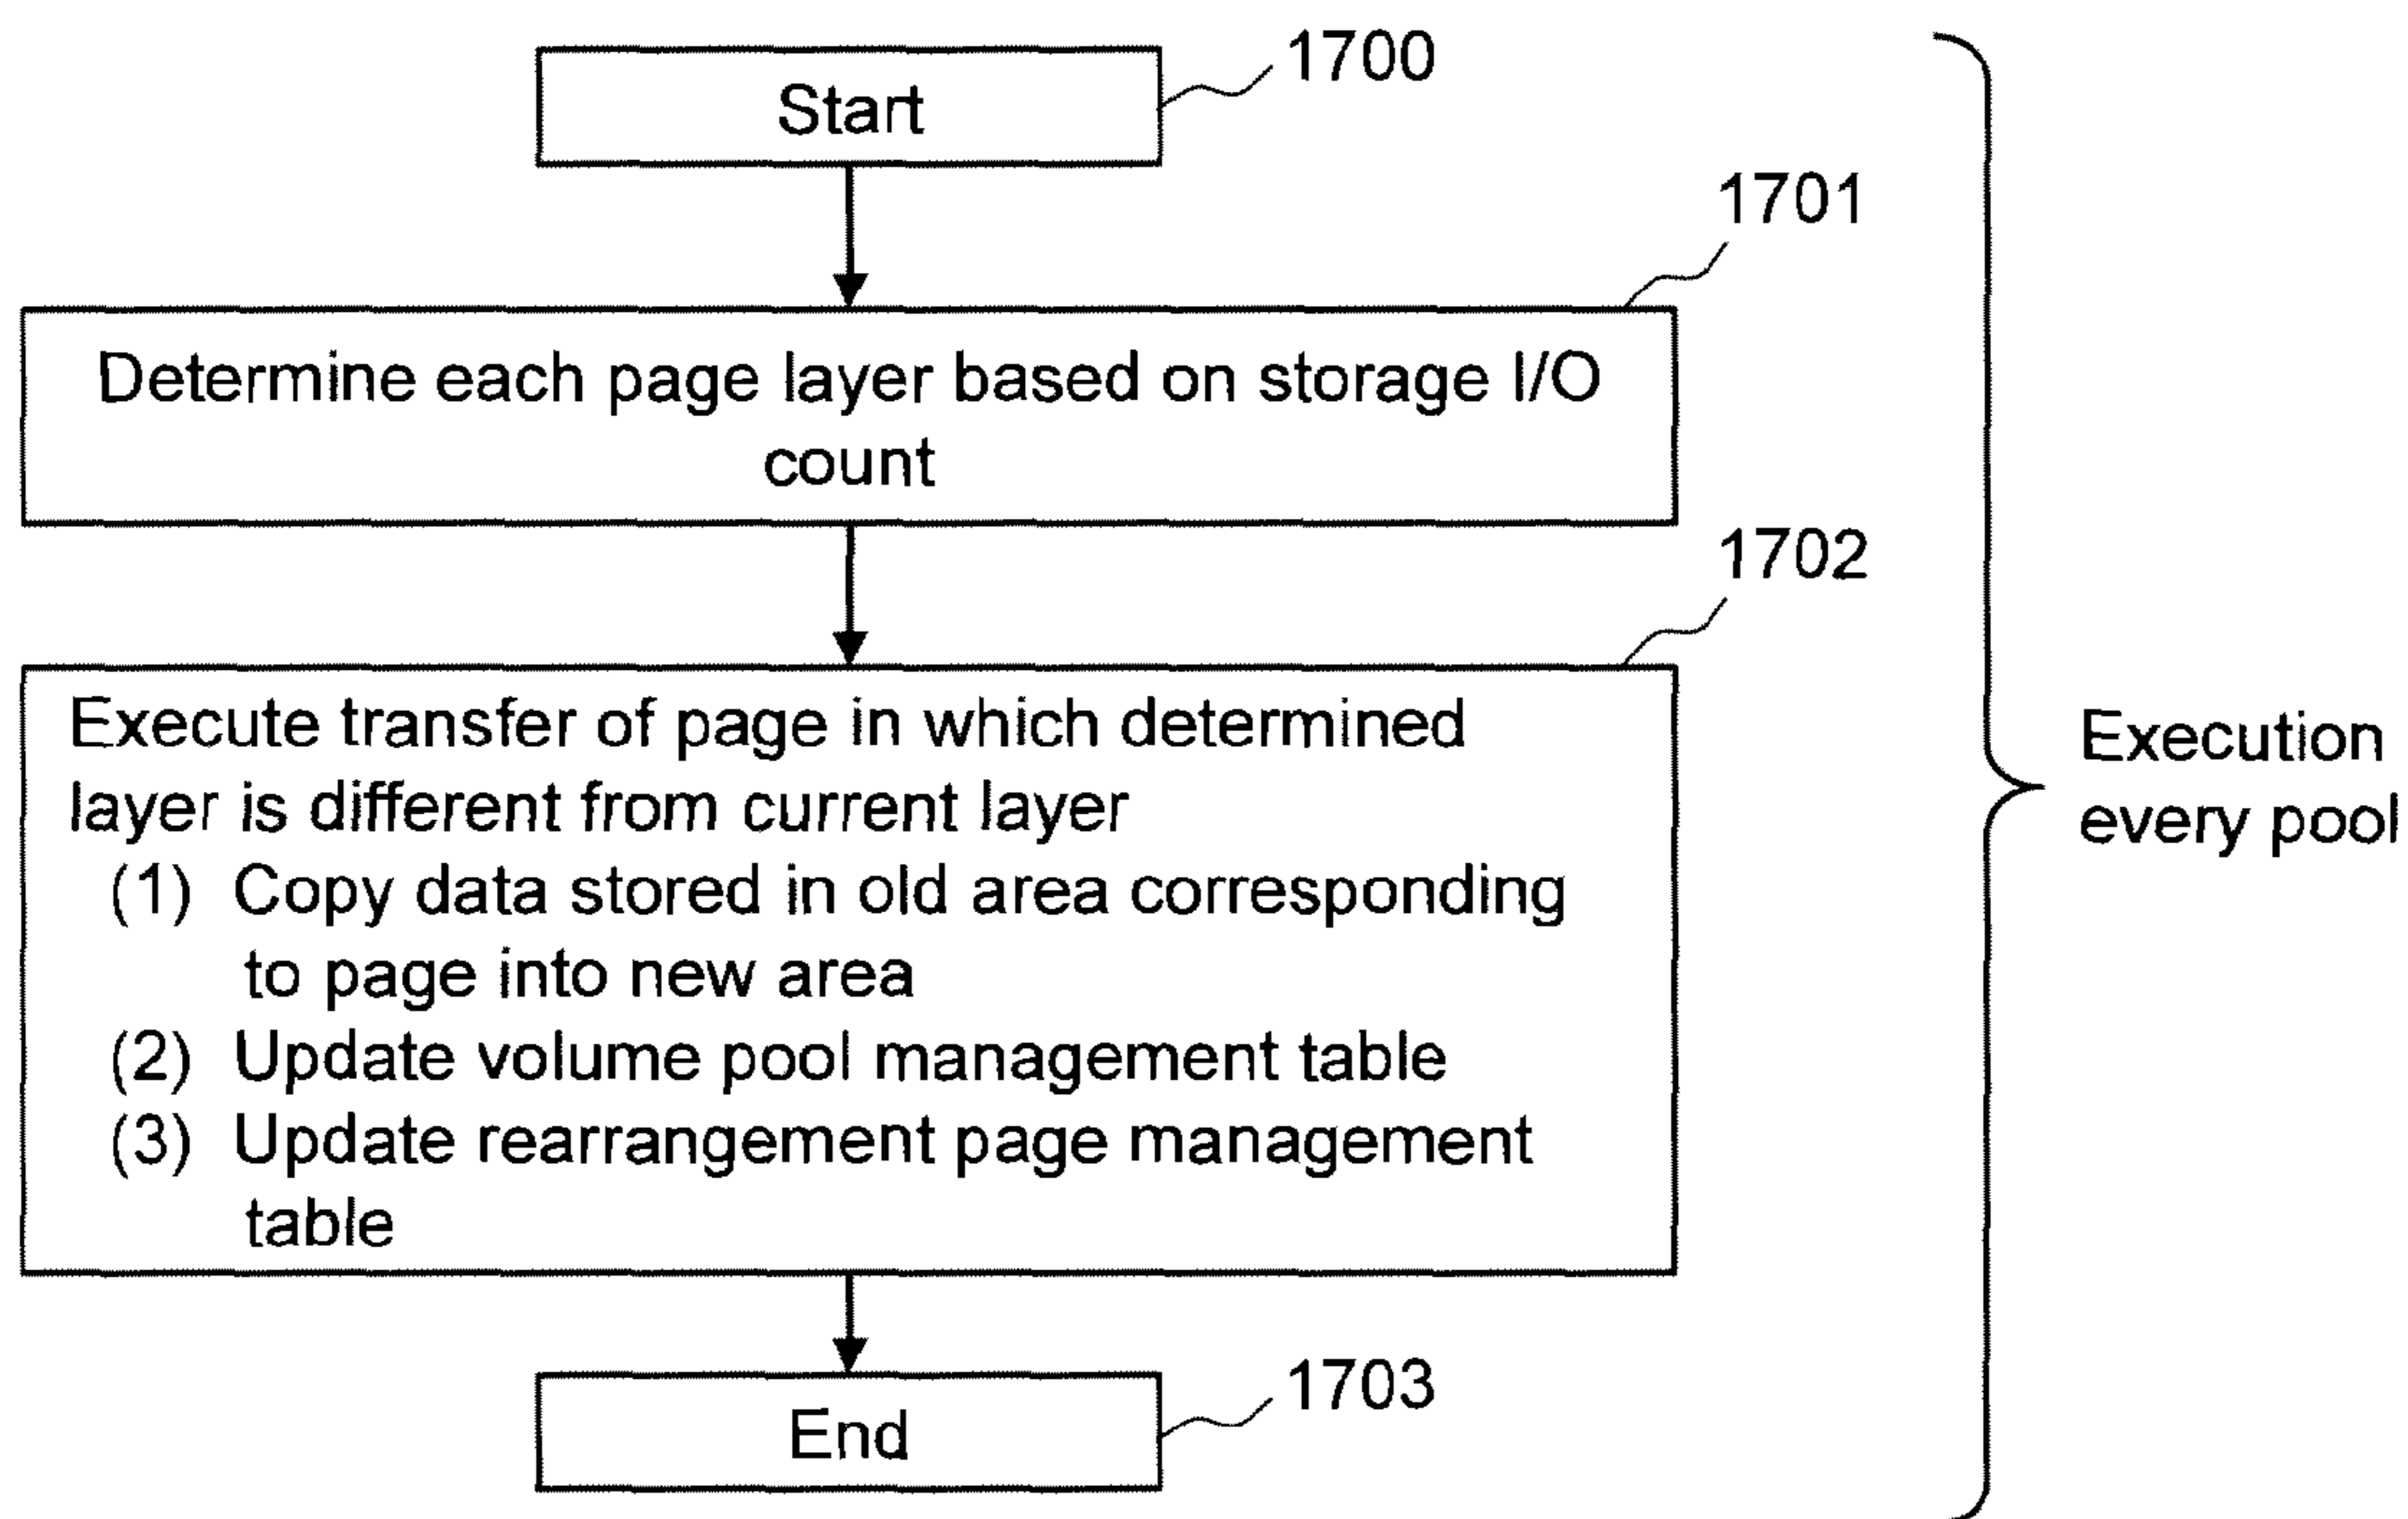 1700
Start
1701
Determine each page layer based on storage I/O
count
1702
Execute transfer of page in which determined
layer is different from current layer
(1) Copy data stored in old area corresponding
to page into new area
(2) Update volume pool management table
(3) Update rearrangement page management
table
1703
End
Execution
every pool